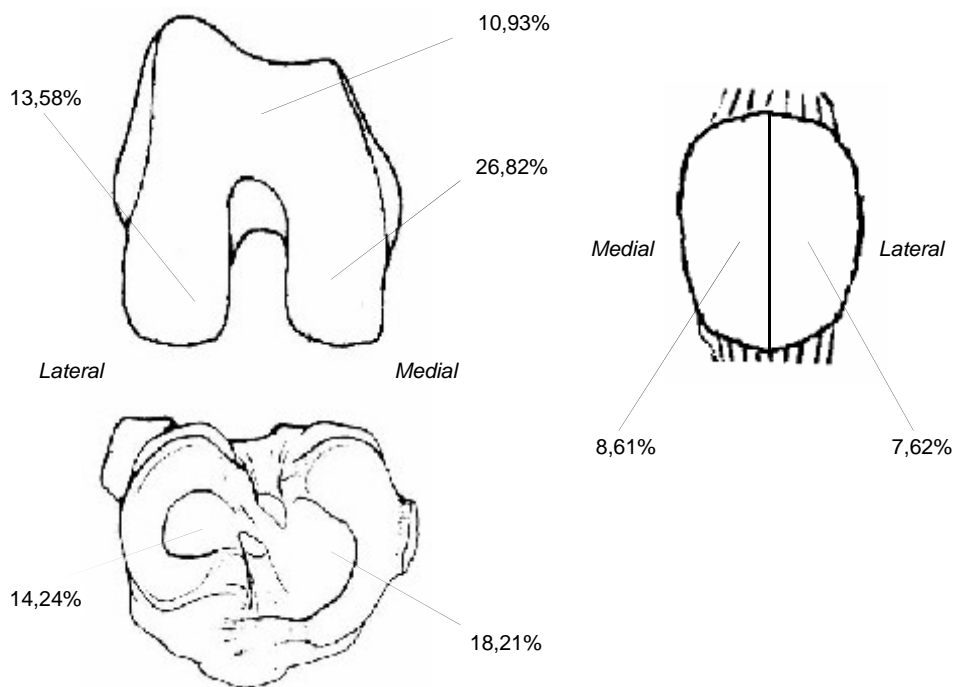 10,93%
13,58%
26,82%
Medial
Lateral
Lateral
Medial
8,61%
7,62%
14,24%
18,21%